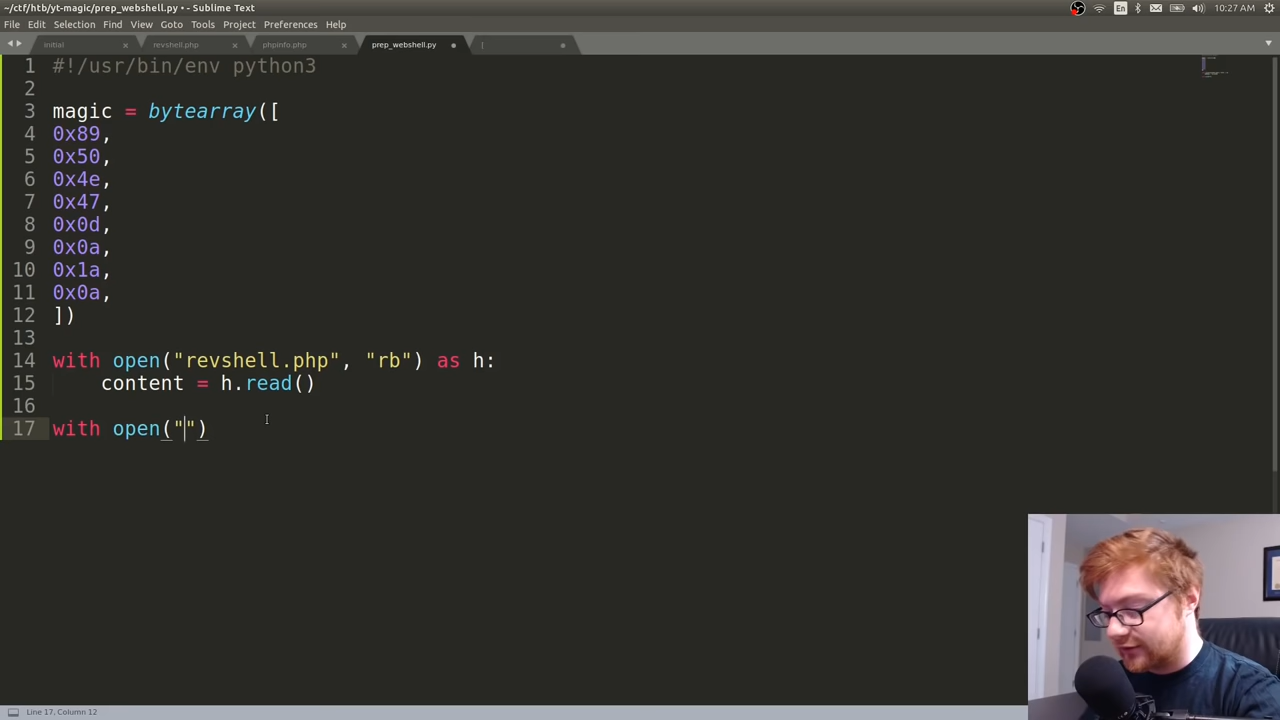 ~/ctf/htb/yt-magic/prep_webshell.py • - Sublime Text
En
10:27 AM
File Edit Selection Find View Goto Tools Project Preferences Help
initial
revshell.php
phpinfo.php
prep_webshell.py
[
1 #!/usr/bin/env python3
2
3 magic = bytearray([
4 0x89,
5 0x50,
6 0x4e,
7 0x47,
8 0x0d,
9 0x0a,
10 0x1a,
11 0x0a,
12 ])
13
14 with open("revshell.php", "rb") as h:
15 content = h.read()
16
17 with open("")
Line 17, Column 12